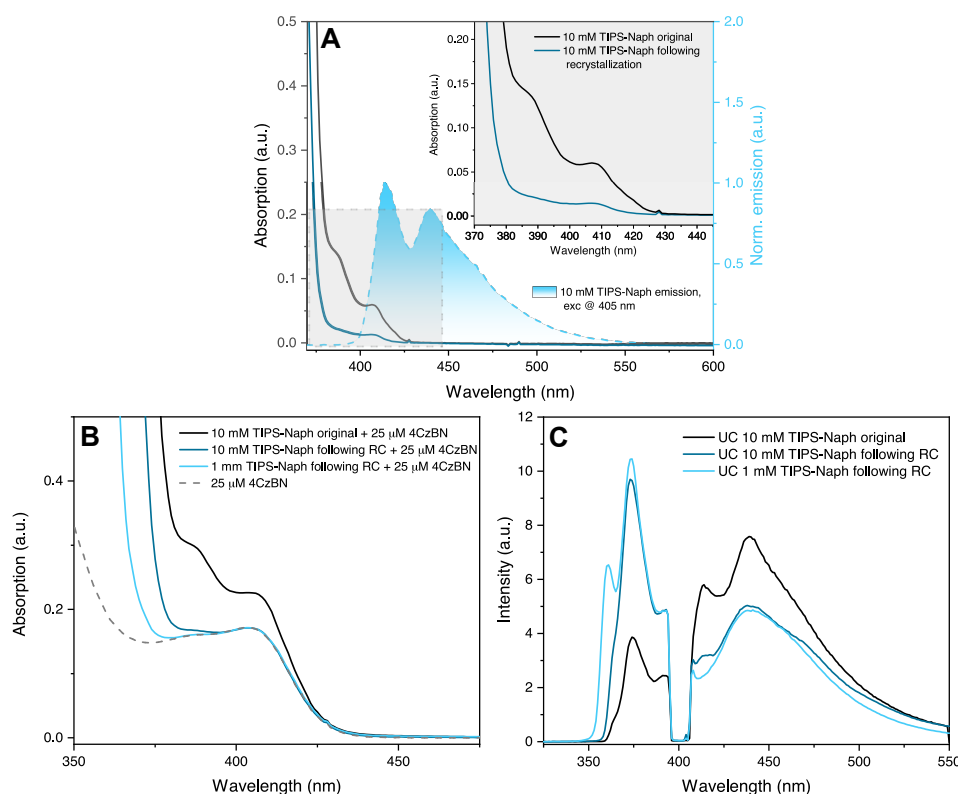 A
0.5
0.4
0.3
0.2
0.1
0.0
Absorption (a.u.)
400
450
500
550
600
Wavelength (nm)
2.0
1.5
1.0
0.5
0.0
Norm. emission (a.u.)
10 mM TIPS-Naph emission,
exc @ 405 nm
10 mM TIPS-Naph original
10 mM TIPS-Naph following
recrystallization
0.20
0.15
0.10
0.05
0.00
Absorption (a.u.)
370
380
390
400
410
420
430
440
Wavelength (nm)
B
10 mM TIPS-Naph original + 25 μM 4CzBN
10 mM TIPS-Naph following RC + 25 μM 4CzBN
1 mm TIPS-Naph following RC + 25 μM 4CzBN
25 μM 4CzBN
0.4
0.2
0.0
Absorption (a.u.)
350
400
450
Wavelength (nm)
C
UC 10 mM TIPS-Naph original
UC 10 mM TIPS-Naph following RC
UC 1 mM TIPS-Naph following RC
12
10
8
6
4
2
0
Intensity (a.u.)
350
400
450
500
550
Wavelength (nm)